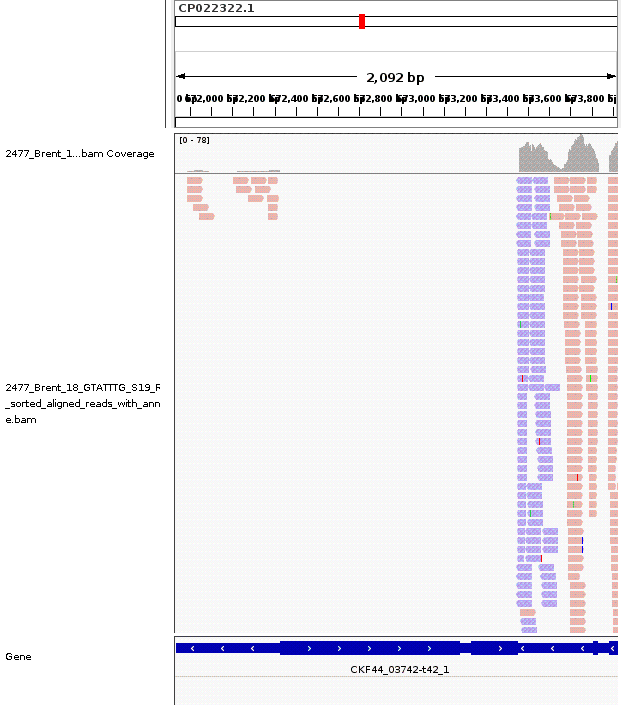 CP022322.1
2,092 bp
[0 - 78]
2477_Brent_1...bam Coverage
2477_Brent_18_GTATTTG_S19_R
_sorted_aligned_reads_with_ann
e.bam
Gene
CKF44_03742-t42_1